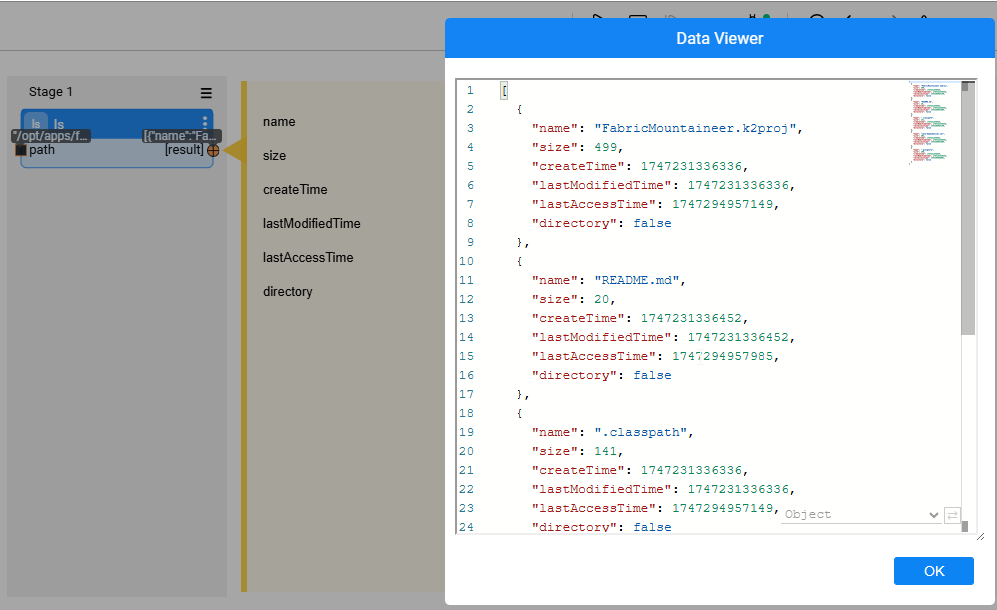 Data Viewer
Stage 1
ls ls
"/opt/apps/f... [{"name":"Fa...
path [result]
name
size
createTime
lastModifiedTime
lastAccessTime
directory
1 [
2 {
3 "name": "FabricMountaineer.k2proj",
4 "size": 499,
5 "createTime": 1747231336336,
6 "lastModifiedTime": 1747231336336,
7 "lastAccessTime": 1747294957149,
8 "directory": false
9 },
10 {
11 "name": "README.md",
12 "size": 20,
13 "createTime": 1747231336452,
14 "lastModifiedTime": 1747231336452,
15 "lastAccessTime": 1747294957985,
16 "directory": false
17 },
18 {
19 "name": ".classpath",
20 "size": 141,
21 "createTime": 1747231336336,
22 "lastModifiedTime": 1747231336336,
23 "lastAccessTime": 1747294957149,
24 "directory": false
Object
OK